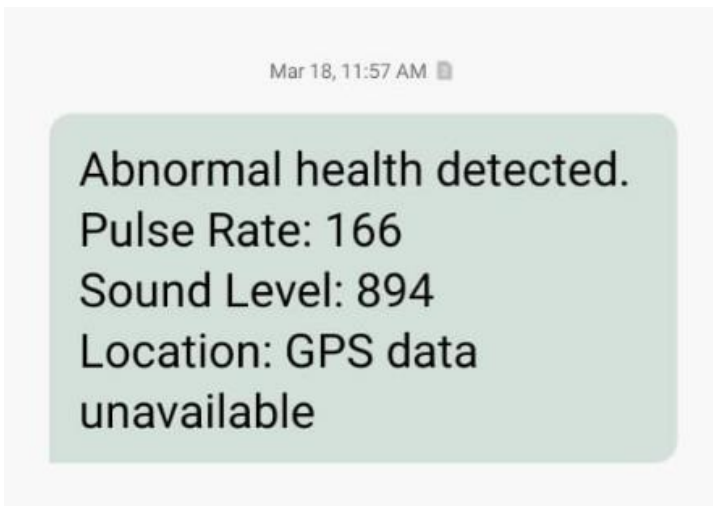 Mar 18, 11:57 AM
Abnormal health detected.
Pulse Rate: 166
Sound Level: 894
Location: GPS data
unavailable